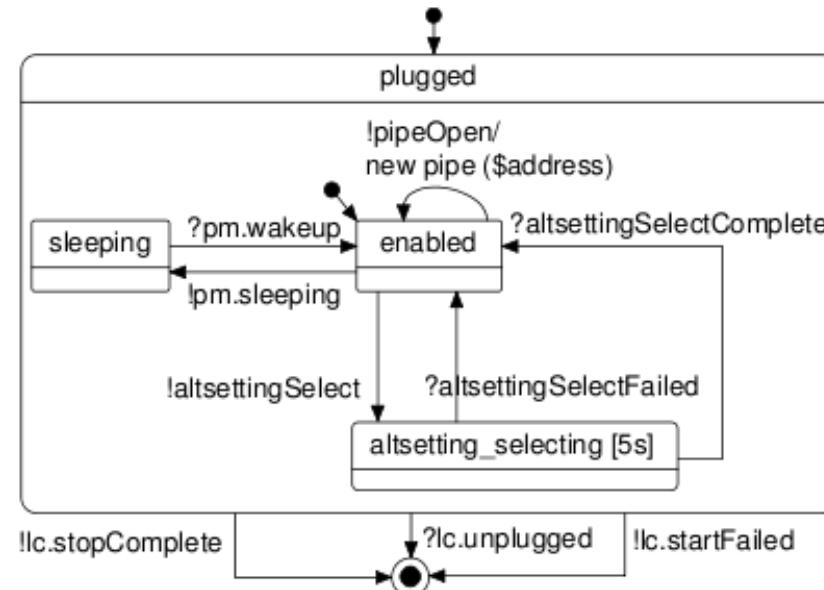 plugged
!pipeOpen/
new pipe ($address)
sleeping
?pm.wakeup
enabled
?altsettingSelectComplete
!pm.sleeping
!altsettingSelect
?altsettingSelectFailed
altsetting_selecting [5s]
!lc.stopComplete
?lc.unplugged
!lc.startFailed